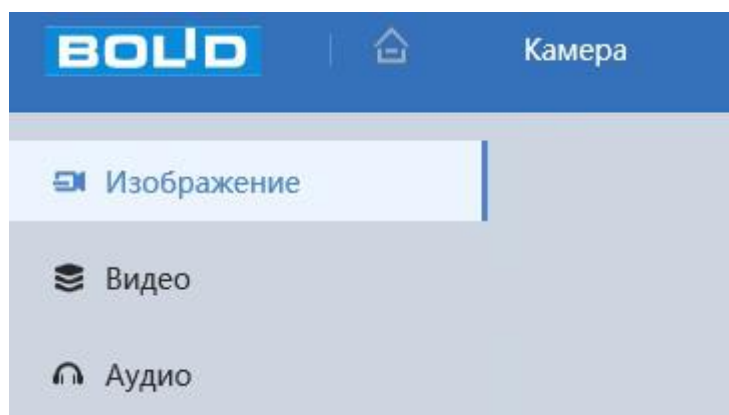 BOLID
Камера
Изображение
Видео
Аудио